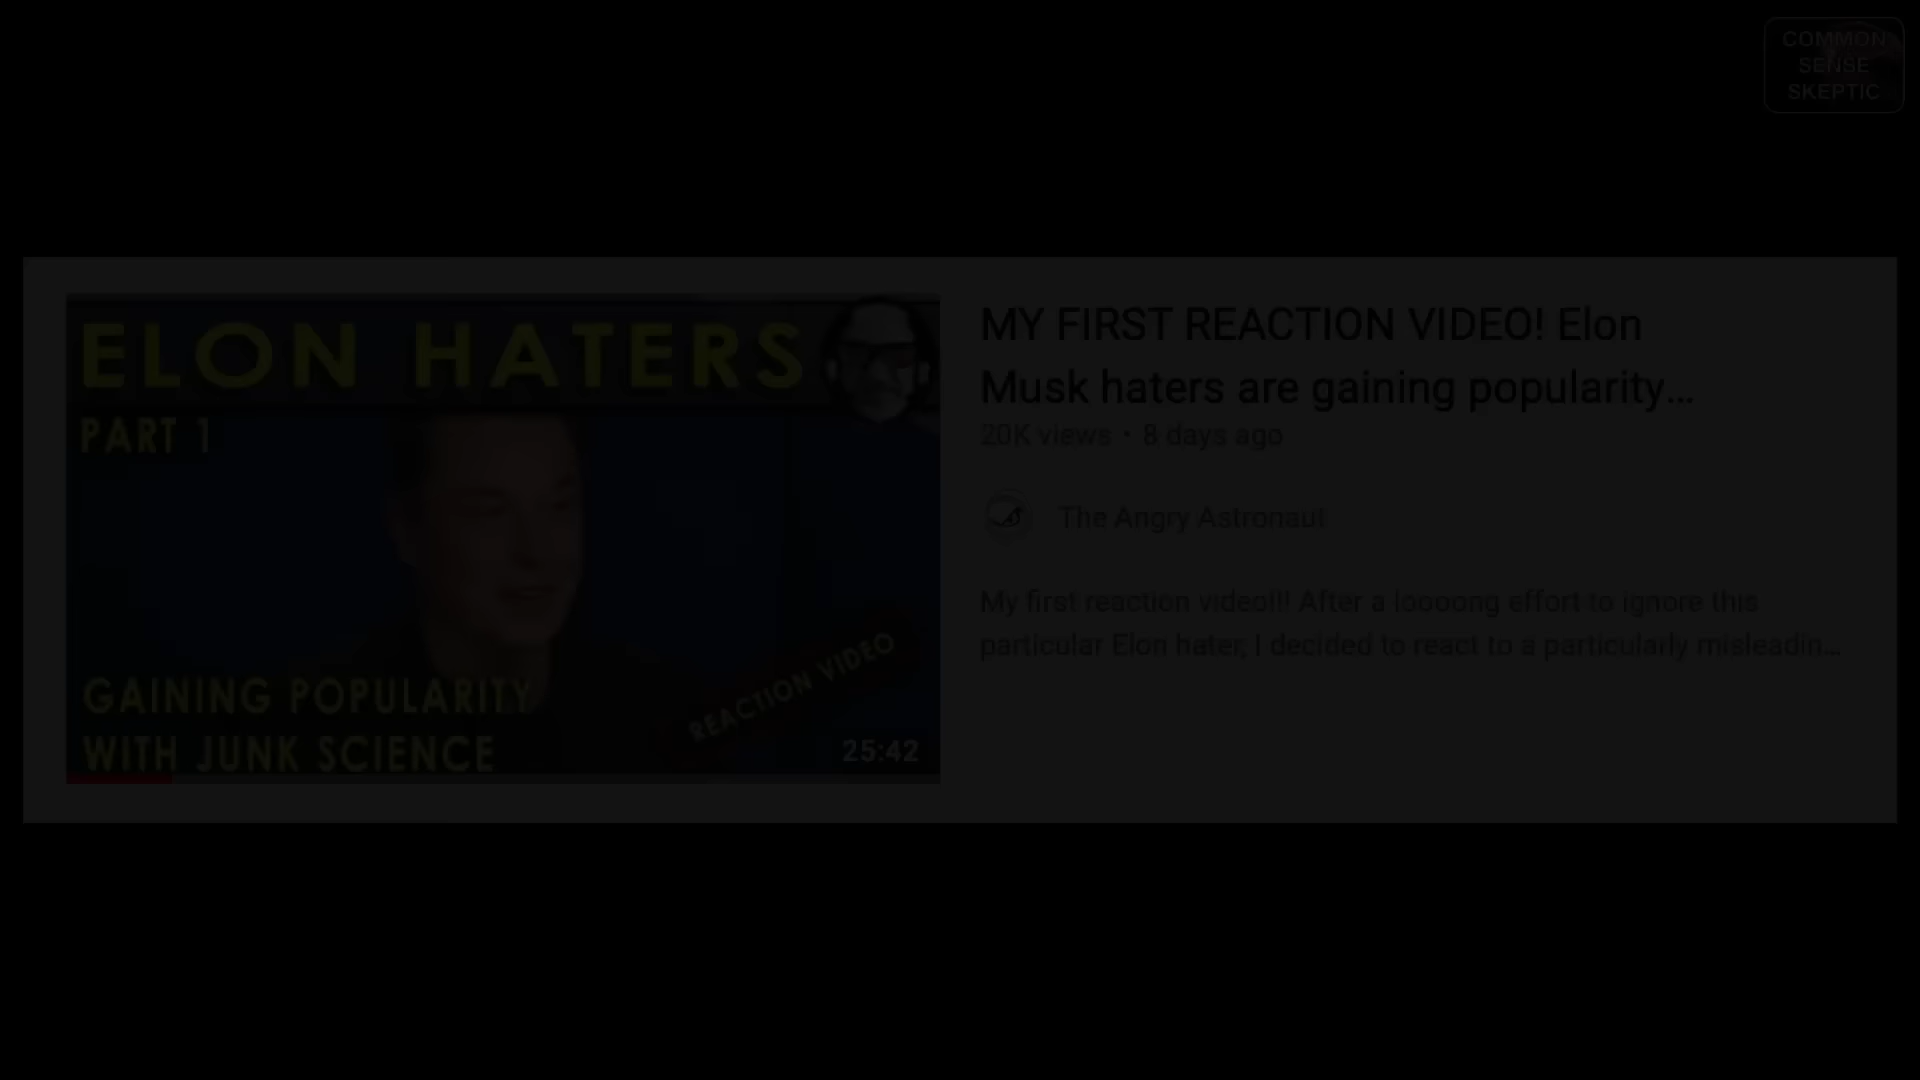 COMMON
SENSE
SKEPTIC
ELON HATERS
PART 1
GAINING POPULARITY
WITH JUNK SCIENCE
REACTION VIDEO
25:42
MY FIRST REACTION VIDEO! Elon
Musk haters are gaining popularity...
20K views • 8 days ago
The Angry Astronaut
My first reaction video!!! After a loooong effort to ignore this
particular Elon hater, I decided to react to a particularly misleadin...